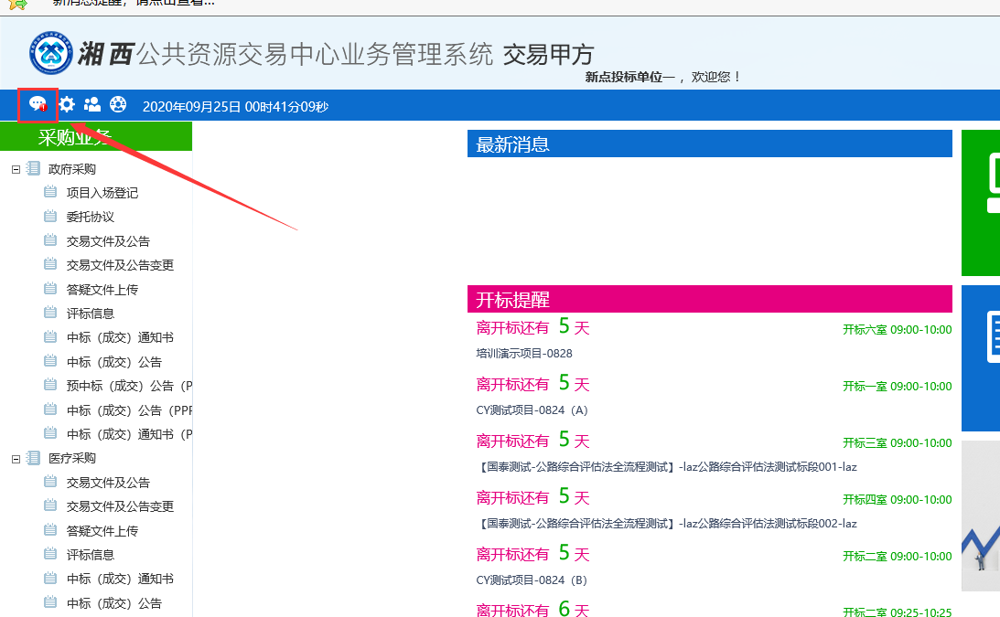 新消息提醒，请点击查看...
湘西公共资源交易中心业务管理系统 交易甲方
新点投标单位一 ，欢迎您！
2020年09月25日 00时41分09秒
采购业务
政府采购
项目入场登记
委托协议
交易文件及公告
交易文件及公告变更
答疑文件上传
评标信息
中标（成交）通知书
中标（成交）公告
预中标（成交）公告（P
中标（成交）公告（PPP
中标（成交）通知书（P
医疗采购
交易文件及公告
交易文件及公告变更
答疑文件上传
评标信息
中标（成交）通知书
中标（成交）公告
最新消息
开标提醒
离开标还有 5 天 开标六室 09:00-10:00
培训演示项目-0828
离开标还有 5 天 开标一室 09:00-10:00
CY测试项目-0824（A）
离开标还有 5 天 开标三室 09:00-10:00
【国泰测试-公路综合评估法全流程测试】-laz公路综合评估法测试标段001-laz
离开标还有 5 天 开标四室 09:00-10:00
【国泰测试-公路综合评估法全流程测试】-laz公路综合评估法测试标段002-laz
离开标还有 5 天 开标二室 09:00-10:00
CY测试项目-0824（B）
离开标还有 6 天 开标二室 09:25-10:25